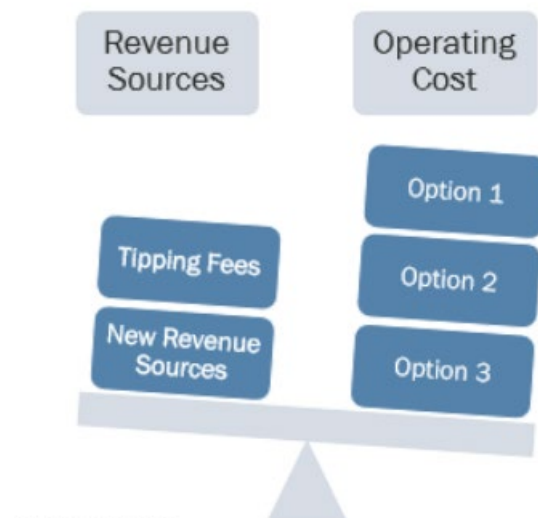 Revenue
Sources
Operating
Cost
Tipping Fees
New Revenue
Sources
Option 1
Option 2
Option 3